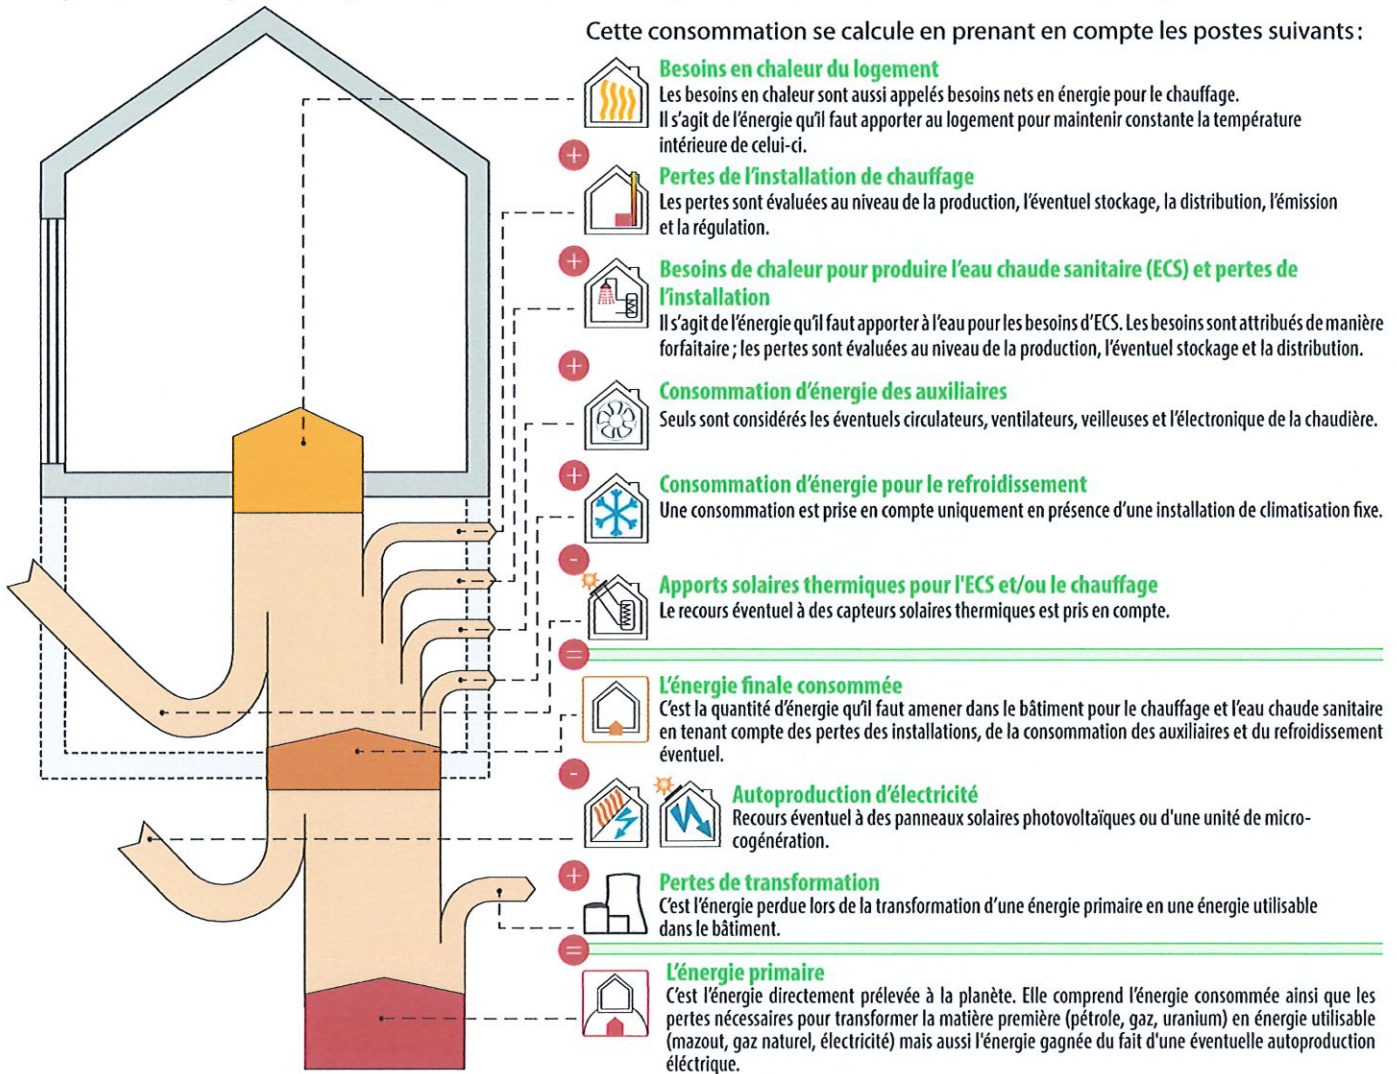 Cette consommation se calcule en prenant en compte les postes suivants :
Besoins en chaleur du logement
Les besoins en chaleur sont aussi appelés besoins nets en énergie pour le chauffage.
Il s'agit de l'énergie qu'il faut apporter au logement pour maintenir constante la température
intérieure de celui-ci.
+
Pertes de l'installation de chauffage
Les pertes sont évaluées au niveau de la production, l'éventuel stockage, la distribution, l'émission
et la régulation.
+
Besoins de chaleur pour produire l'eau chaude sanitaire (ECS) et pertes de
l'installation
Il s'agit de l'énergie qu'il faut apporter à l'eau pour les besoins d'ECS. Les besoins sont attribués de manière
forfaitaire ; les pertes sont évaluées au niveau de la production, l'éventuel stockage et la distribution.
+
Consommation d'énergie des auxiliaires
Seuls sont considérés les éventuels circulateurs, ventilateurs, veilleuses et l'électronique de la chaudière.
+
Consommation d'énergie pour le refroidissement
Une consommation est prise en compte uniquement en présence d'une installation de climatisation fixe.
-
Apports solaires thermiques pour l'ECS et/ou le chauffage
Le recours éventuel à des capteurs solaires thermiques est pris en compte.
=
L'énergie finale consommée
C'est la quantité d'énergie qu'il faut amener dans le bâtiment pour le chauffage et l'eau chaude sanitaire
en tenant compte des pertes des installations, de la consommation des auxiliaires et du refroidissement
éventuel.
-
Autoproduction d'électricité
Recours éventuel à des panneaux solaires photovoltaïques ou d'une unité de micro-
cogénération.
+
Pertes de transformation
C'est l'énergie perdue lors de la transformation d'une énergie primaire en une énergie utilisable
dans le bâtiment.
=
L'énergie primaire
C'est l'énergie directement prélevée à la planète. Elle comprend l'énergie consommée ainsi que les
pertes nécessaires pour transformer la matière première (pétrole, gaz, uranium) en énergie utilisable
(mazout, gaz naturel, électricité) mais aussi l'énergie gagnée du fait d'une éventuelle autoproduction
éléctrique.